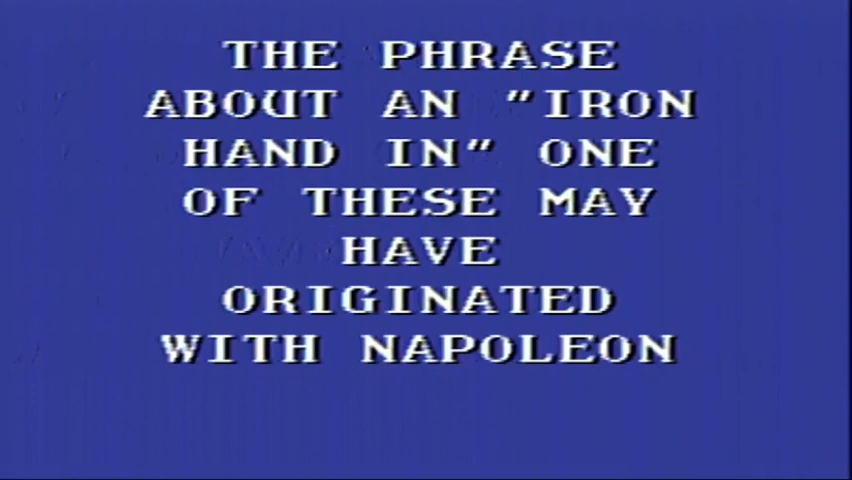 THE PHRASE
ABOUT AN "IRON
HAND IN" ONE
OF THESE MAY
HAVE
ORIGINATED
WITH NAPOLEON